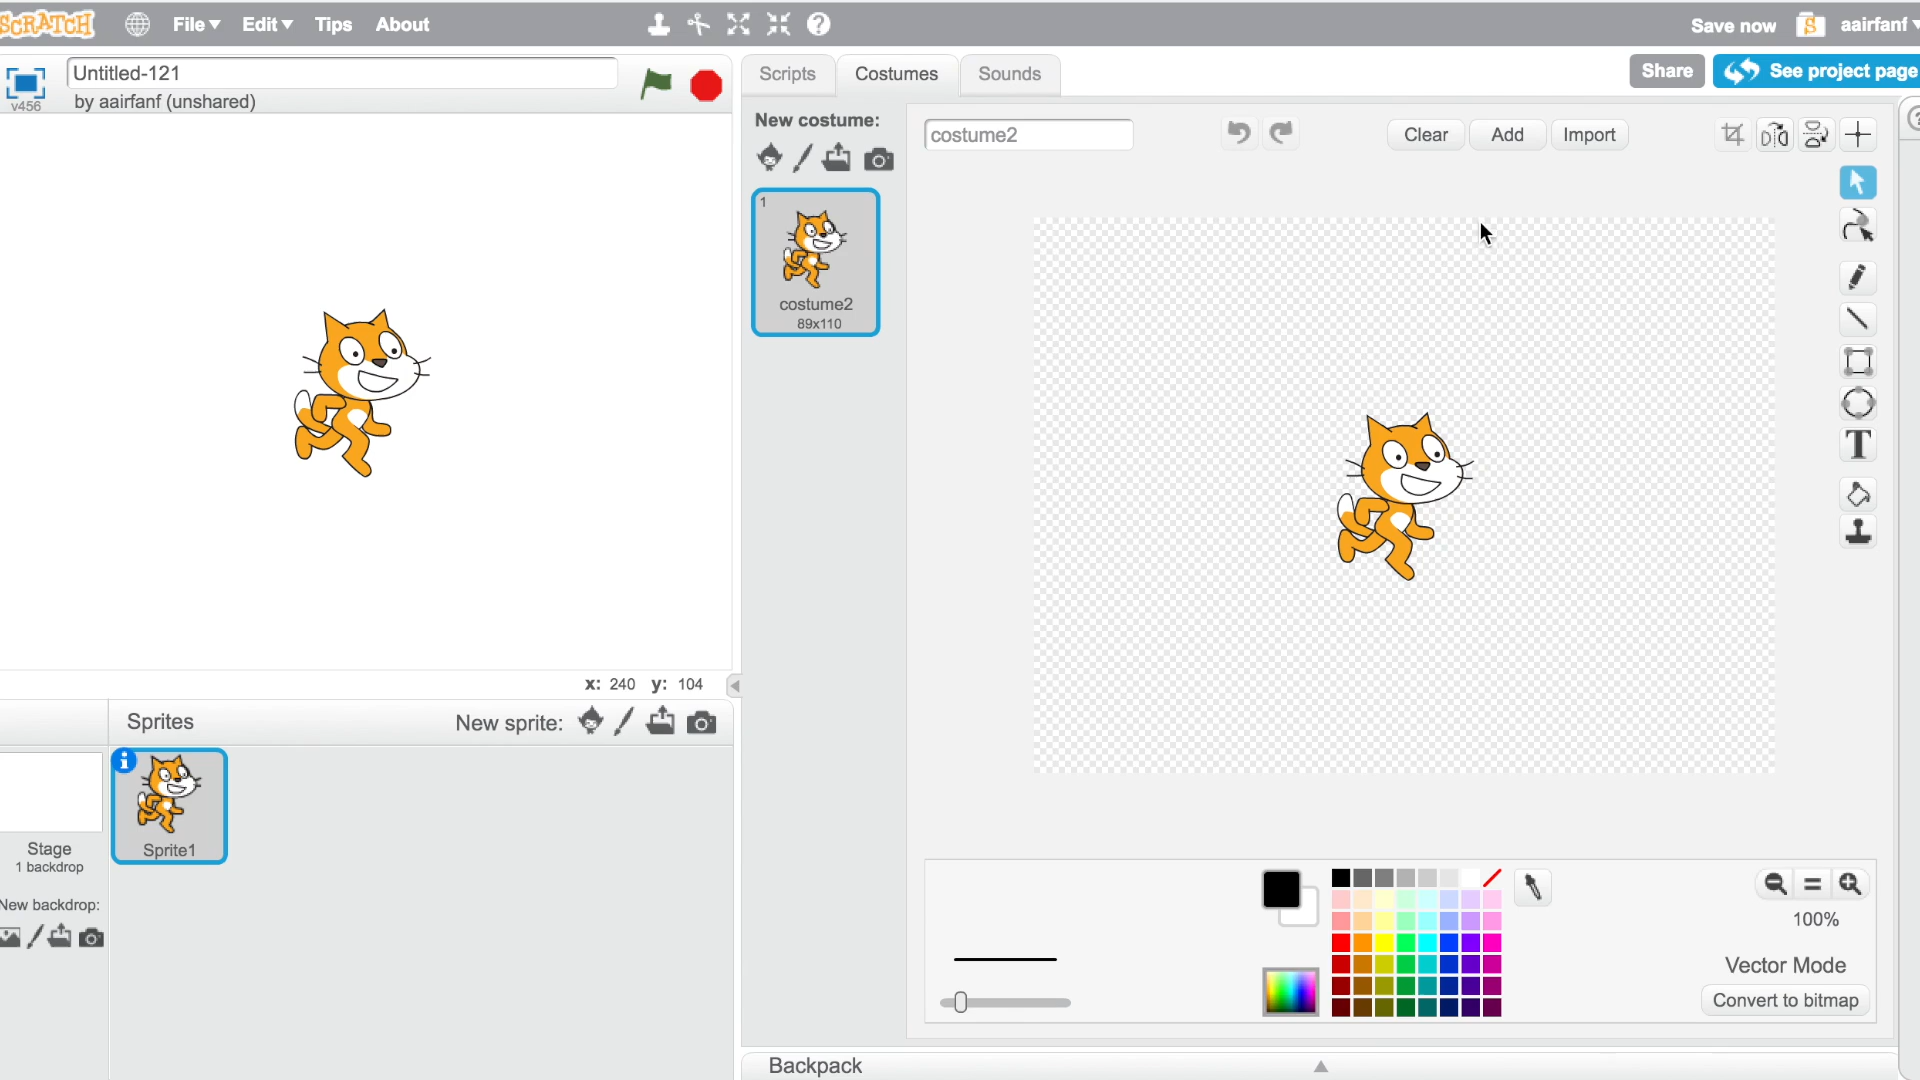 SCRATCH File Edit Tips About Save now aairfanf
Untitled-121
v456 by aairfanf (unshared)
Scripts Costumes Sounds Share See project page
New costume:
costume2 Clear Add Import
1
costume2
89x110
x: 240 y: 104
Sprites New sprite:
Sprite1
Stage
1 backdrop
New backdrop:
T
100%
Vector Mode
Convert to bitmap
Backpack